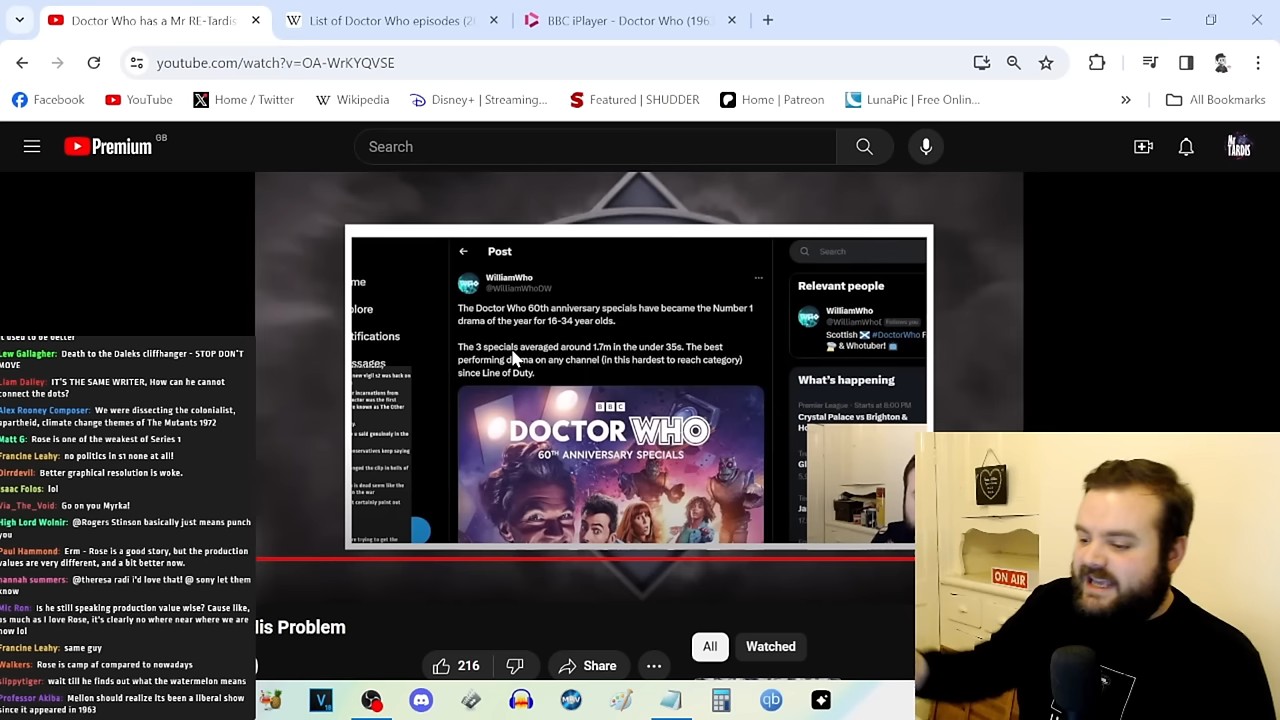 Doctor Who has a Mr RE-Tardis
List of Doctor Who episodes (2
BBC iPlayer - Doctor Who (196
youtube.com/watch?v=OA-WrKYQVSE
Facebook
YouTube
Home / Twitter
Wikipedia
Disney+ | Streaming...
Featured | SHUDDER
Home | Patreon
LunaPic | Free Onlin...
All Bookmarks
Premium
GB
Search
MR TARDIS
Post
Search
WilliamWho
@WilliamWhoDW
The Doctor Who 60th anniversary specials have became the Number 1
drama of the year for 16-34 year olds.
The 3 specials averaged around 1.7m in the under 35s. The best
performing drama on any channel (in this hardest to reach category)
since Line of Duty.
BBC
DOCTOR WHO
60TH ANNIVERSARY SPECIALS
Relevant people
WilliamWho
@WilliamWho Follows you
Scottish #DoctorWho F
& Whotuber!
What's happening
Premier League · Starts at 8:00 PM
Crystal Palace vs Brighton &
me
lore
tifications
ssages
Lew Gallagher: Death to the Daleks cliffhanger - STOP DON'T
MOVE
Liam Dalley: IT'S THE SAME WRITER, How can he cannot
connect the dots?
Alex Rooney Composer: We were dissecting the colonialist,
apartheid, climate change themes of The Mutants 1972
Matt G: Rose is one of the weakest of Series 1
Francine Leahy: no politics in s1 none at all!
Dirrdevil: Better graphical resolution is woke.
Isaac Folos: lol
Via_The_Void: Go on you Myrka!
High Lord Wolnir: @Rogers Stinson basically just means punch
you
Paul Hammond: Erm - Rose is a good story, but the production
values are very different, and a bit better now.
hannah summers: @theresa radi i'd love that! @ sony let them
know
Mic Ron: Is he still speaking production value wise? Cause like,
as much as I love Rose, it's clearly no where near where we are
now lol
Francine Leahy: same guy
Walkers: Rose is camp af compared to nowadays
slippytiger: wait till he finds out what the watermelon means
Professor Akiba: Mellon should realize its been a liberal show
since it appeared in 1963
dis Problem
216
Share
All
Watched
ON AIR